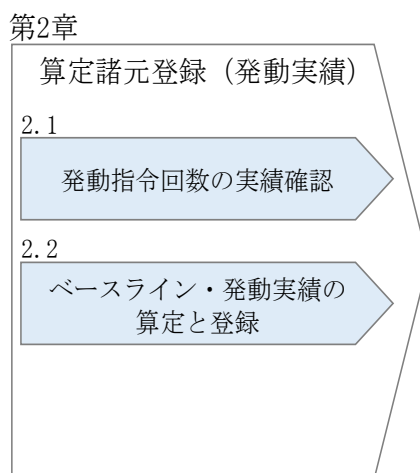 第2章
算定諸元登録（発動実績）
2.1
発動指令回数の実績確認
2.2
ベースライン・発動実績の
算定と登録